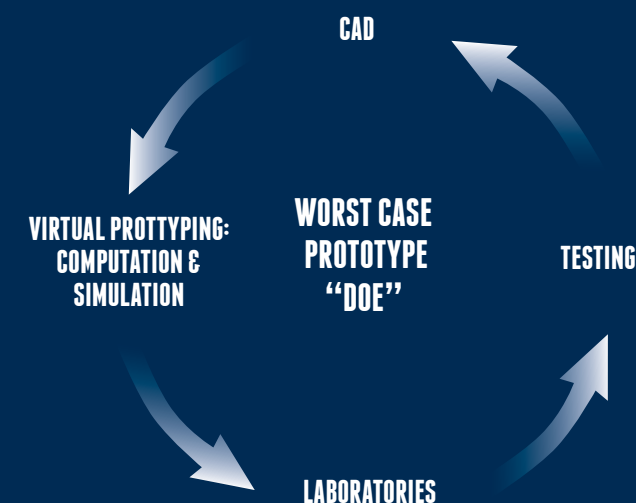 CAD
WORST CASE
PROTOTYPE
“DOE”
VIRTUAL PROTTYPING:
COMPUTATION &
SIMULATION
TESTING
LABORATORIES